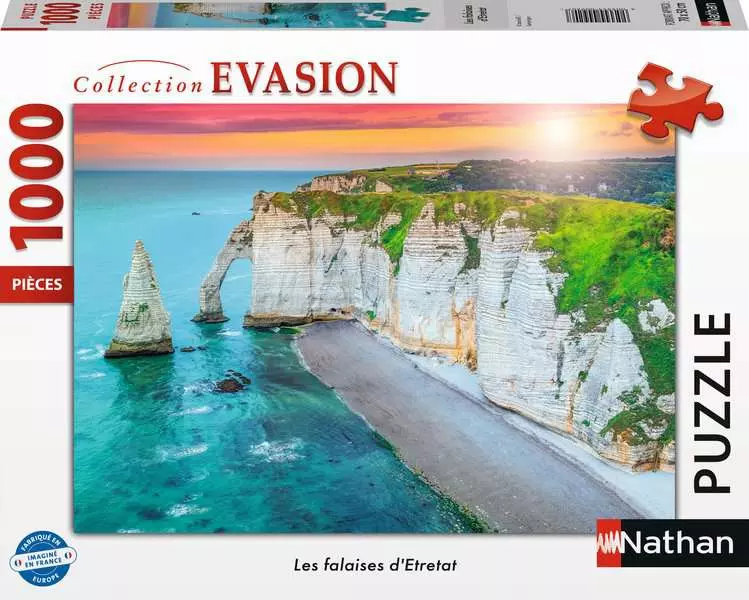 PUZZLE
1000
PIÈCES
Les falaises
d'Etretat
Nathan
Collection EVASION
1000
PIÈCES
PUZZLE
FABRIQUÉ EN
IMAGINÉ
EN FRANCE
EUROPE
Les falaises d'Etretat
Nathan